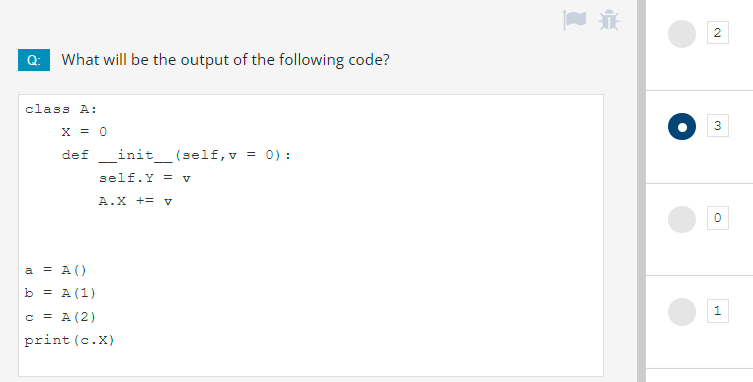 Q: What will be the output of the following code?
class A:
    X = 0
    def __init__(self,v = 0):
        self.Y = v
        A.X += v
a = A()
b = A(1)
c = A(2)
print(c.X)
2
3
0
1